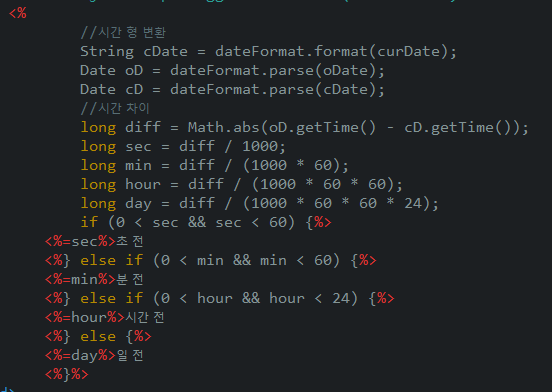 <%
//시간 형 변환
String cDate = dateFormat.format(curDate);
Date oD = dateFormat.parse(oDate);
Date cD = dateFormat.parse(cDate);
//시간 차이
long diff = Math.abs(oD.getTime() - cD.getTime());
long sec = diff / 1000;
long min = diff / (1000 * 60);
long hour = diff / (1000 * 60 * 60);
long day = diff / (1000 * 60 * 60 * 24);
if (0 < sec && sec < 60) {%>
<%=sec%>초 전
<%} else if (0 < min && min < 60) {%>
<%=min%>분 전
<%} else if (0 < hour && hour < 24) {%>
<%=hour%>시간 전
<%} else {%>
<%=day%>일 전
<%}%>